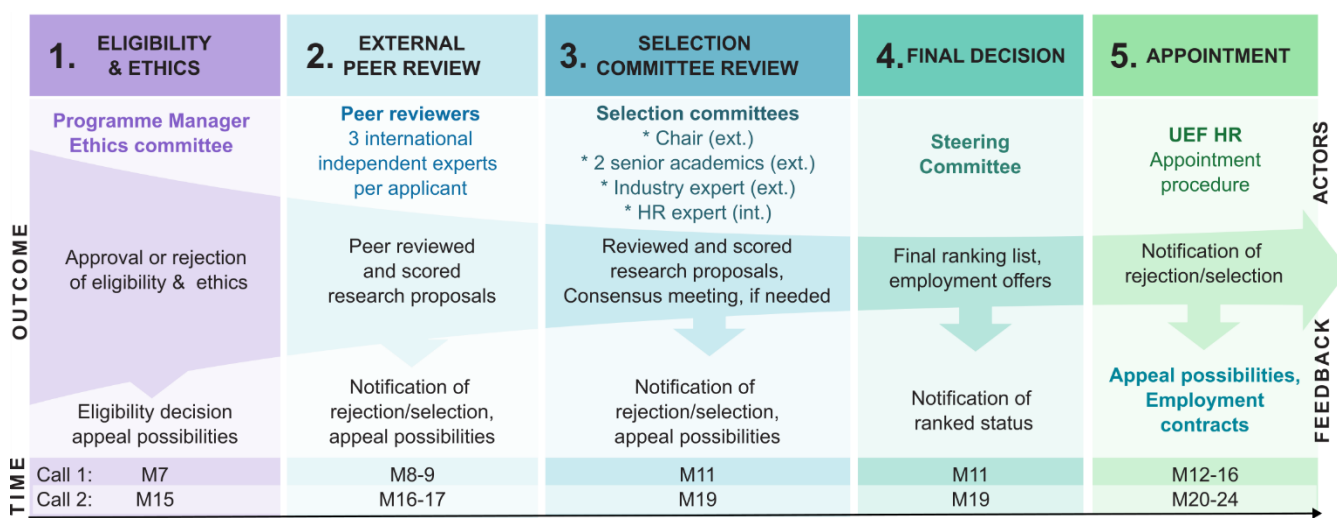 1. ELIGIBILITY
& ETHICS
2. EXTERNAL
PEER REVIEW
3. SELECTION
COMMITTEE REVIEW
4. FINAL DECISION
5. APPOINTMENT
Programme Manager
Ethics committee
Peer reviewers
3 international
independent experts
per applicant
Selection committees
* Chair (ext.)
* 2 senior academics (ext.)
* Industry expert (ext.)
* HR expert (int.)
Steering
Committee
UEF HR
Appointment
procedure
ACTORS
OUTCOME
Approval or rejection
of eligibility & ethics
Peer reviewed
and scored
research proposals
Reviewed and scored
research proposals,
Consensus meeting, if needed
Final ranking list,
employment offers
Notification of
rejection/selection
Eligibility decision
appeal possibilities
Notification of
rejection/selection,
appeal possibilities
Notification of
rejection/selection,
appeal possibilities
Notification of
ranked status
Appeal possibilities,
Employment
contracts
FEEDBACK
TIME
Call 1: M7 M8-9 M11 M11 M12-16
Call 2: M15 M16-17 M19 M19 M20-24